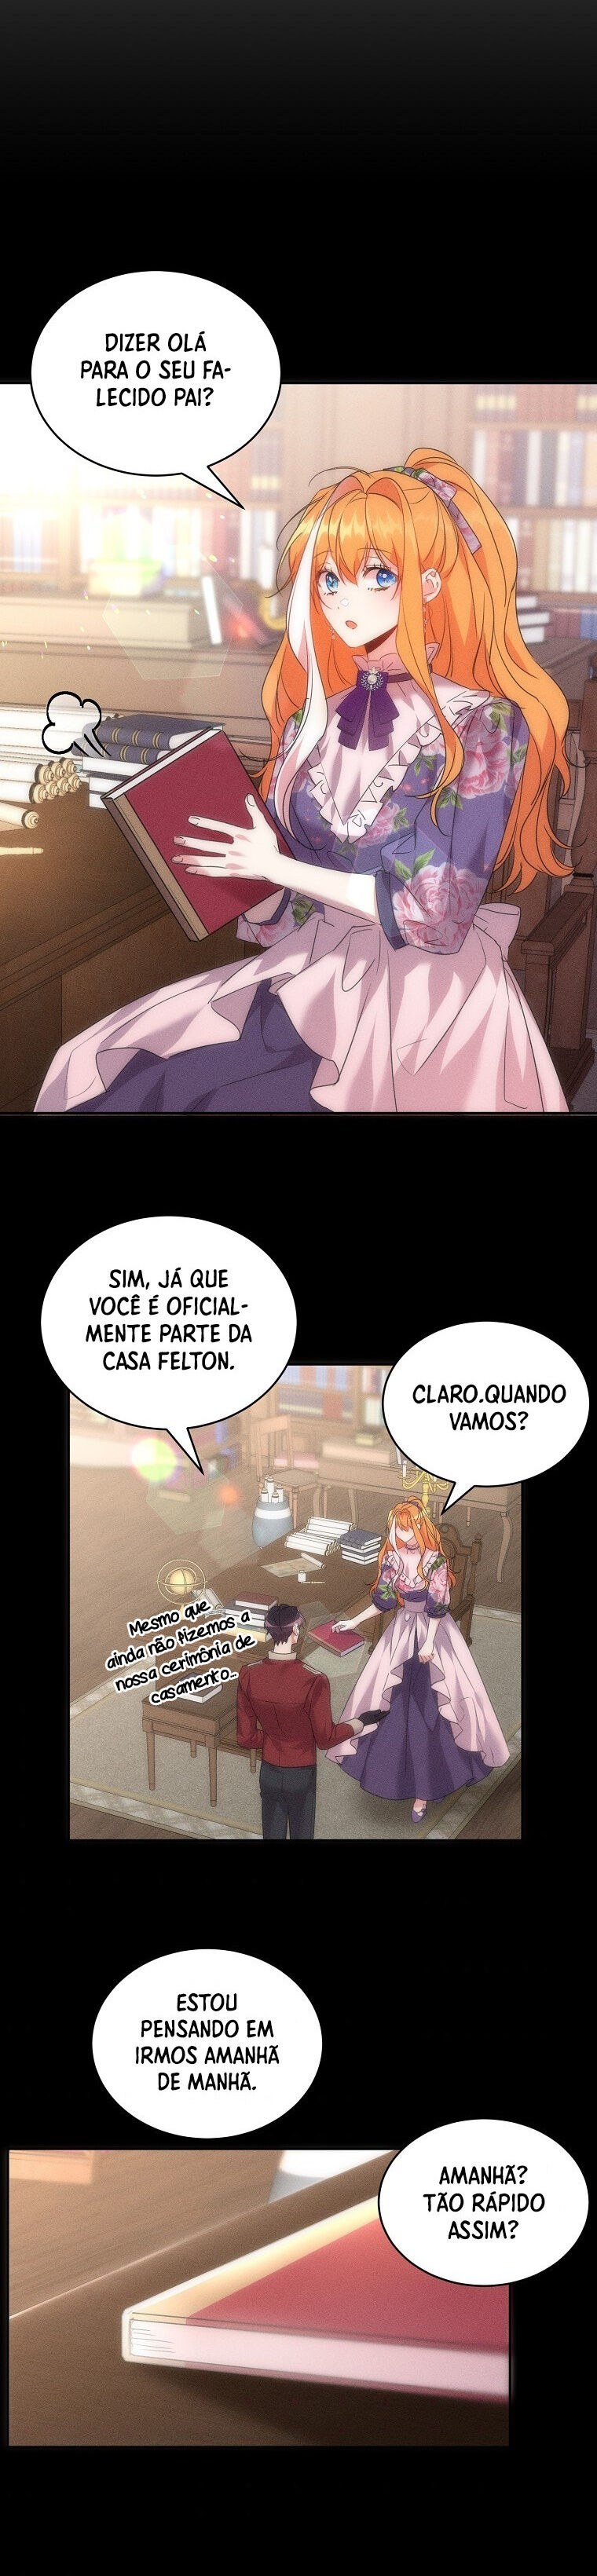 DIZER OLÁ
PARA O SEU FA-
LECIDO PAI?
SIM, JÁ QUE
VOCÊ É OFICIAL-
MENTE PARTE DA
CASA FELTON.
CLARO.QUANDO
VAMOS?
Mesmo que
ainda não fizemos a
nossa cerimônia de
casamento...
ESTOU
PENSANDO EM
IRMOS AMANHÃ
DE MANHÃ.
AMANHÃ?
TÃO RÁPIDO
ASSIM?